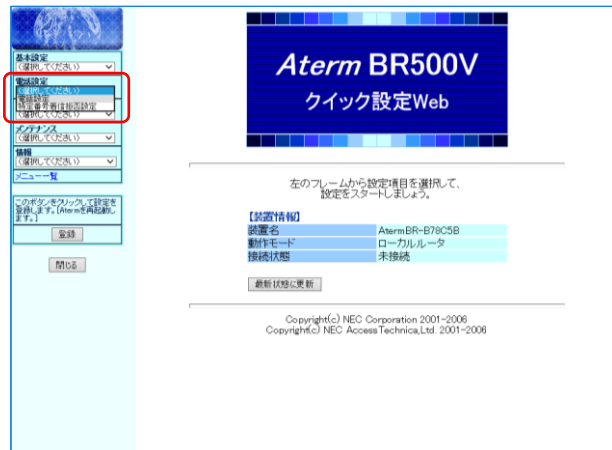 基本設定
(選択してください)
電話設定
(選択してください)
(選択してください)
電話設定
特定番号着信拒否設定
(選択してください)
メンテナンス
(選択してください)
情報
(選択してください)
メニュー一覧
このボタンをクリックして設定を
登録します。[Atermを再起動し
ます。]
登録
閉じる
Aterm BR500V
クイック設定Web
左のフレームから設定項目を選択して、
設定をスタートしましょう。
【装置情報】
装置名 AtermBR-B78C5B
動作モード ローカルルータ
接続状態 未接続
最新状態に更新
Copyright(c) NEC Corporation 2001-2006
Copyright(c) NEC AccessTechnica,Ltd. 2001-2006